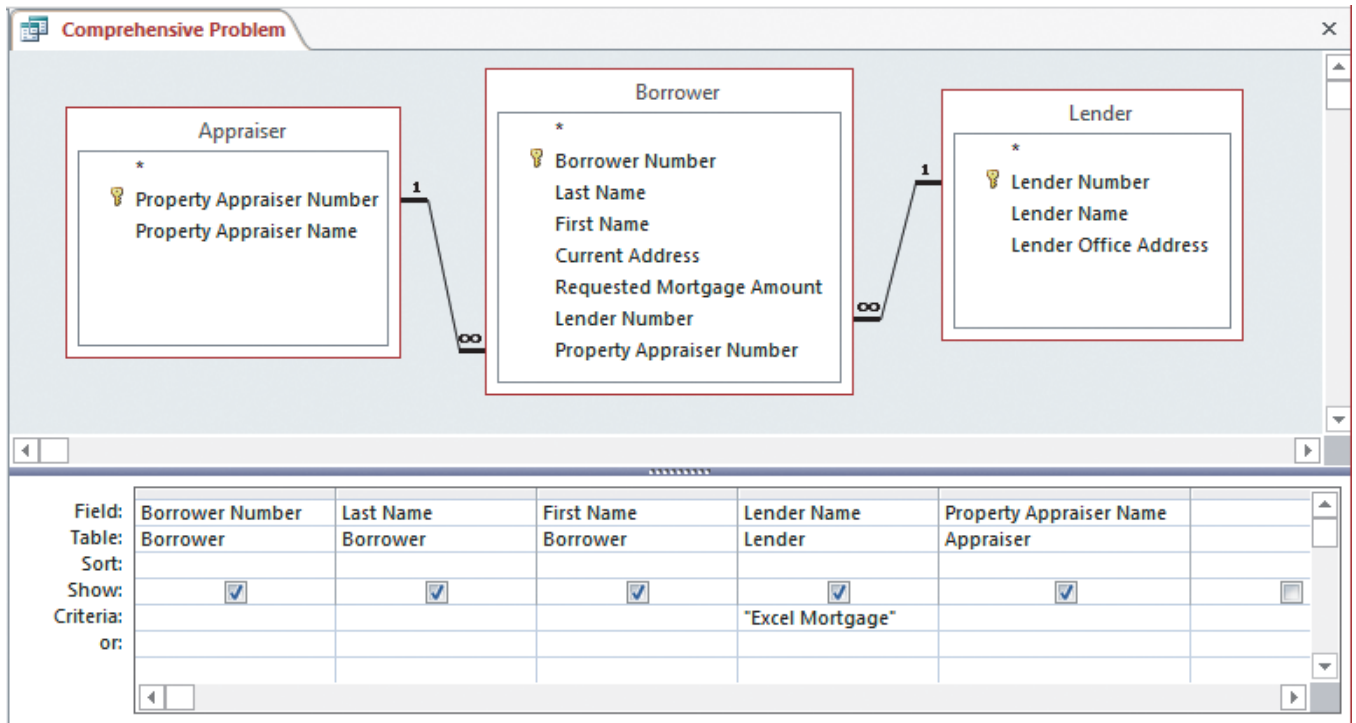 Comprehensive Problem
Appraiser
*
Property Appraiser Number
Property Appraiser Name
1
∞
Borrower
*
Borrower Number
Last Name
First Name
Current Address
Requested Mortgage Amount
Lender Number
Property Appraiser Number
1
∞
Lender
*
Lender Number
Lender Name
Lender Office Address
Field: Borrower Number Last Name First Name Lender Name Property Appraiser Name
Table: Borrower Borrower Borrower Lender Appraiser
Sort:
Show:
Criteria: "Excel Mortgage"
or: